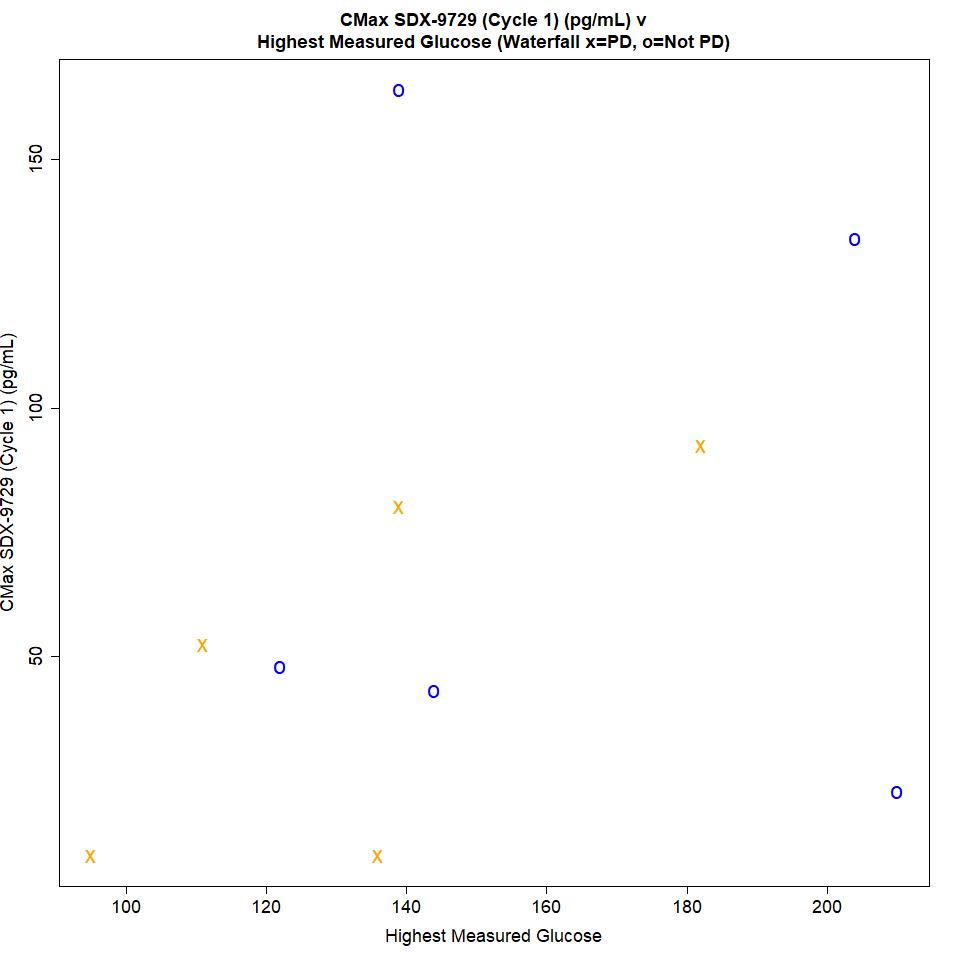 CMax SDX-9729 (Cycle 1) (pg/mL) v
Highest Measured Glucose (Waterfall x=PD, o=Not PD)
CMax SDX-9729 (Cycle 1) (pg/mL)
150
100
50
O
O
X
X
X
O
O
O
X
X
100 120 140 160 180 200
Highest Measured Glucose